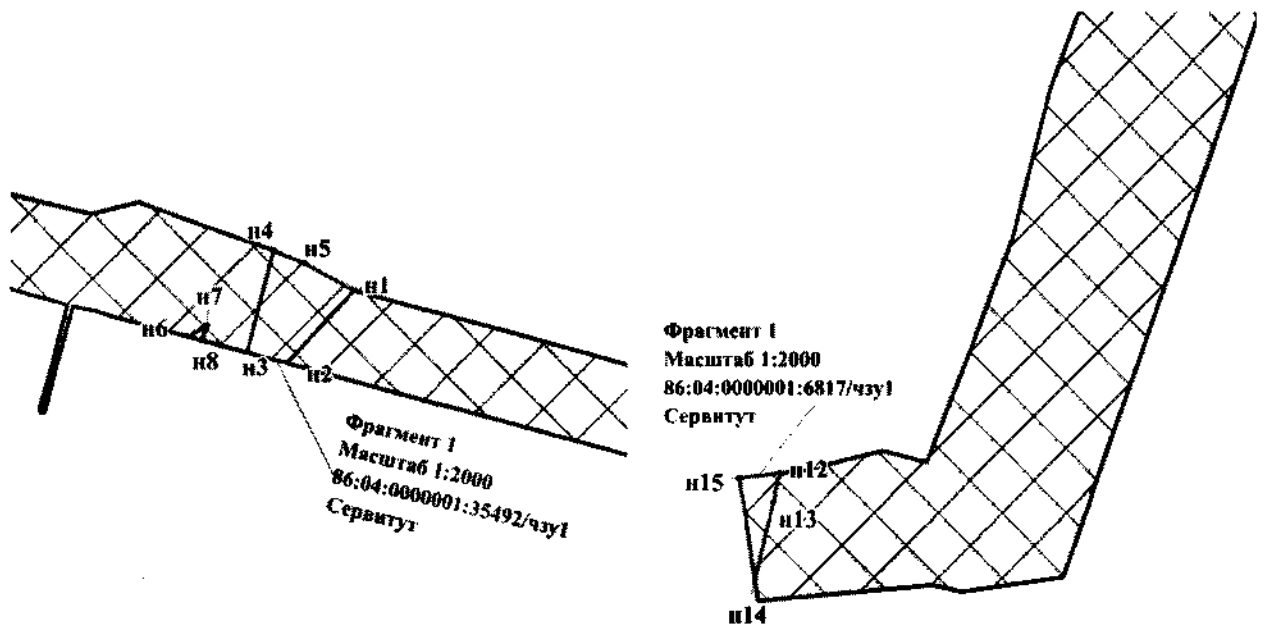 н4
н5
н1
н7
н6
н8
н3
н2
Фрагмент 1
Масштаб 1:2000
86:04:0000001:35492/чзу1
Сервитут
Фрагмент 1
Масштаб 1:2000
86:04:0000001:6817/чзу1
Сервитут
н15
н12
н13
н14